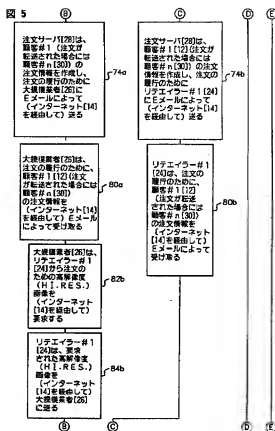 図 5
Ⓑ
Ⓒ
Ⓓ
Ⓔ
注文サーバ[28]は、
顧客#1(注文が
転送された場合には
顧客#n[30])の
注文情報を作成し、
注文の履行のために
大規模業者[26]に
Eメールによって
(インターネット[14]
を経由して)送る
74a
注文サーバ[28]は、
顧客#1[12](注文が
転送された場合には
顧客#n[30])の注文
情報を作成し、注文の
履行のために
リテエイラー#1
[24]にEメールによって
(インターネット[14]
を経由して)送る
74b
大規模業者[26]は、
注文の履行のために、
顧客#1[12](注文
が転送された場合には
顧客#n[30])
の注文情報を
(インターネット[14]
を経由して)Eメール
によって受け取る
80a
リテエイラー#1
[24]は、注文の
履行のために、
顧客#1[12]
(注文が転送
された場合には
顧客#n[30])の
注文情報を
(インターネット
[14]を経由して)
Eメールによって
受け取る
80b
大規模業者[26]は、
リテエイラー#1
[24]から注文の
ための高解像度
(HI.RES.)
画像を
(インターネット
[14]を経由して)
要求する
82b
リテエイラー#1
[24]は、要求
された高解像度
(HI.RES.)
画像を
(インターネット
[14]を経由して)
大規模業者[26]
に送る
84b
Ⓑ
Ⓒ
Ⓓ
Ⓔ